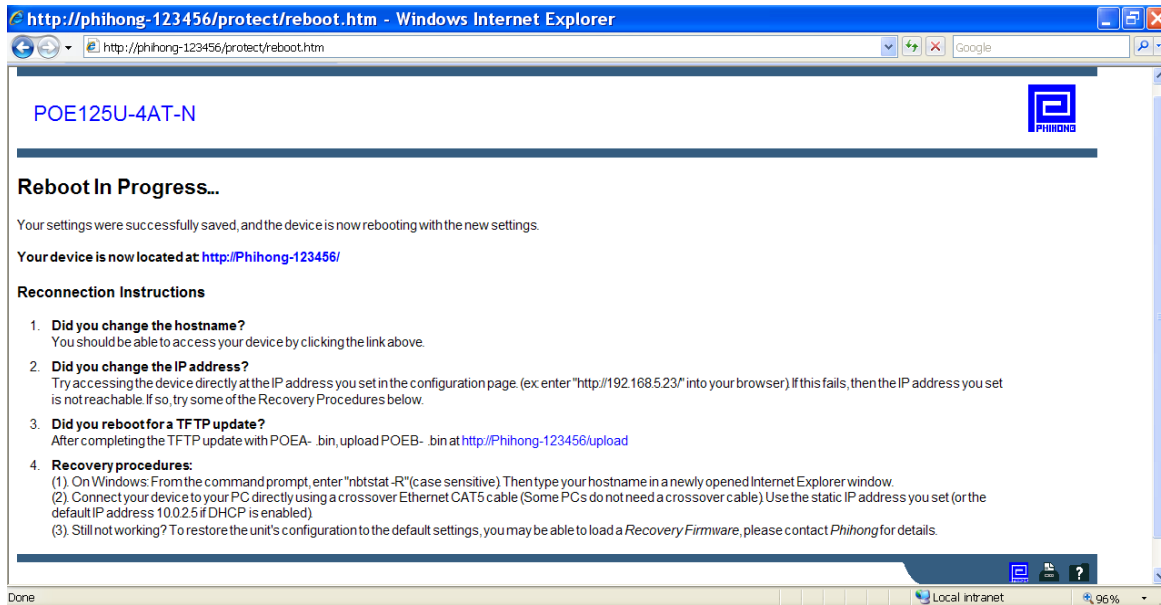 http://phihong-123456/protect/reboot.htm - Windows Internet Explorer
http://phihong-123456/protect/reboot.htm
Google
POE125U-4AT-N
PHIHONG
Reboot In Progress...
Your settings were successfully saved, and the device is now rebooting with the new settings.
Your device is now located at: http://Phihong-123456/
Reconnection Instructions
1. Did you change the hostname?
You should be able to access your device by clicking the link above.
2. Did you change the IP address?
Try accessing the device directly at the IP address you set in the configuration page. (ex: enter "http://192.168.5.23/" into your browser) If this fails, then the IP address you set
is not reachable. If so, try some of the Recovery Procedures below.
3. Did you reboot for a TFTP update?
After completing the TFTP update with POEA- .bin, upload POEB- .bin at http://Phihong-123456/upload
4. Recovery procedures:
(1). On Windows: From the command prompt, enter "nbtstat -R" (case sensitive). Then type your hostname in a newly opened Internet Explorer window.
(2). Connect your device to your PC directly using a crossover Ethernet CAT5 cable (Some PCs do not need a crossover cable). Use the static IP address you set (or the
default IP address 10.0.2.5 if DHCP is enabled).
(3). Still not working? To restore the unit's configuration to the default settings, you may be able to load a Recovery Firmware, please contact Phihong for details.
Done
Local intranet
96%